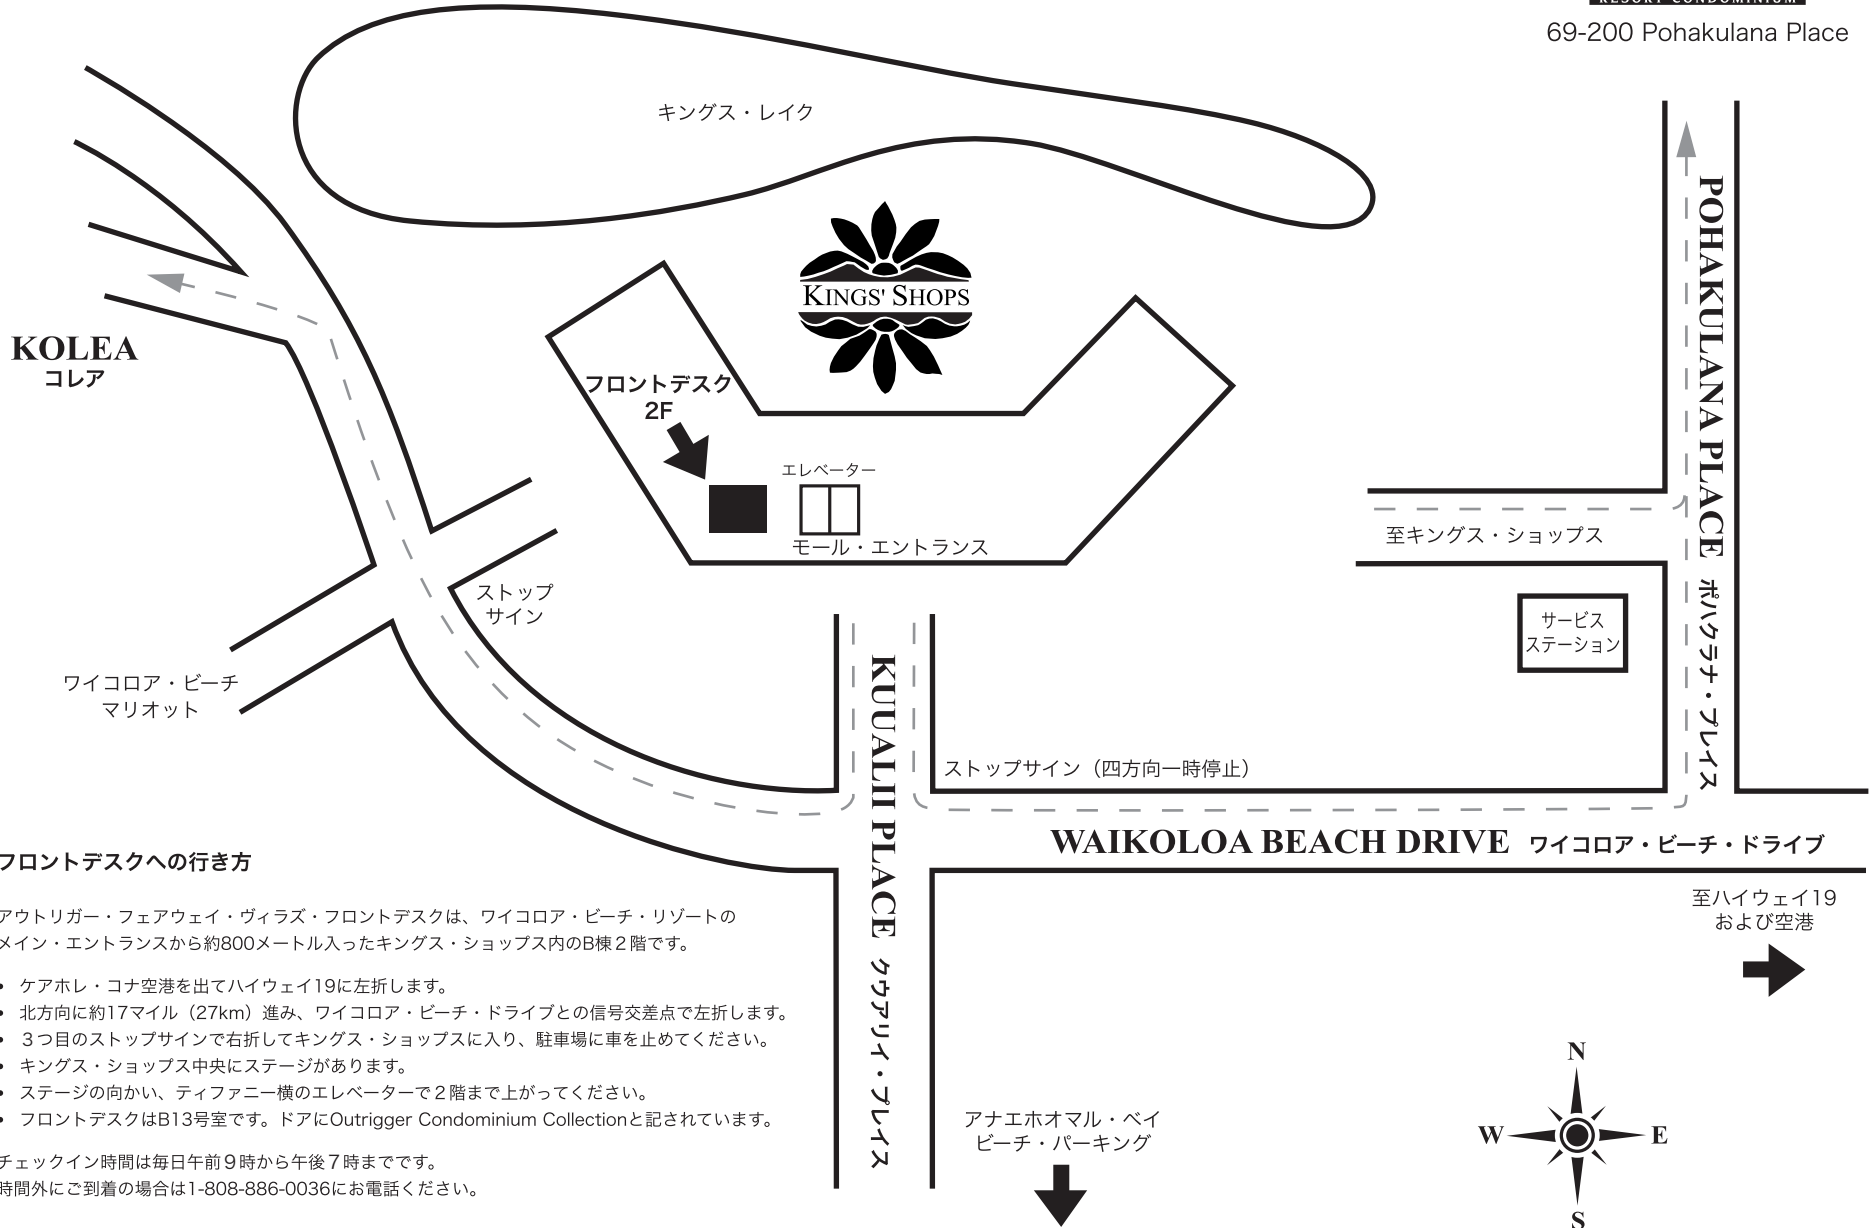 RESORT CONDOMINIUM
69-200 Pohakulana Place
キングス・レイク
KINGS' SHOPS
KOLEA
コレア
フロントデスク
2F
エレベーター
モール・エントランス
POHAKULANA PLACE ポハクラナ・プレイス
至キングス・ショップス
サービス
ステーション
ストップ
サイン
ワイコロア・ビーチ
マリオット
KUUALII PLACE クウアリイ・プレイス
ストップサイン（四方向一時停止）
WAIKOLOA BEACH DRIVE ワイコロア・ビーチ・ドライブ
至ハイウェイ19
および空港
フロントデスクへの行き方
アウトリガー・フェアウェイ・ヴィラズ・フロントデスクは、ワイコロア・ビーチ・リゾートの
メイン・エントランスから約800メートル入ったキングス・ショップス内のB棟２階です。
• ケアホレ・コナ空港を出てハイウェイ19に左折します。
• 北方向に約17マイル（27km）進み、ワイコロア・ビーチ・ドライブとの信号交差点で左折します。
• ３つ目のストップサインで右折してキングス・ショップスに入り、駐車場に車を止めてください。
• キングス・ショップス中央にステージがあります。
• ステージの向かい、ティファニー横のエレベーターで２階まで上がってください。
• フロントデスクはB13号室です。ドアにOutrigger Condominium Collectionと記されています。
チェックイン時間は毎日午前９時から午後７時までです。
時間外にご到着の場合は1-808-886-0036にお電話ください。
アナエホオマル・ベイ
ビーチ・パーキング
N
W
E
S